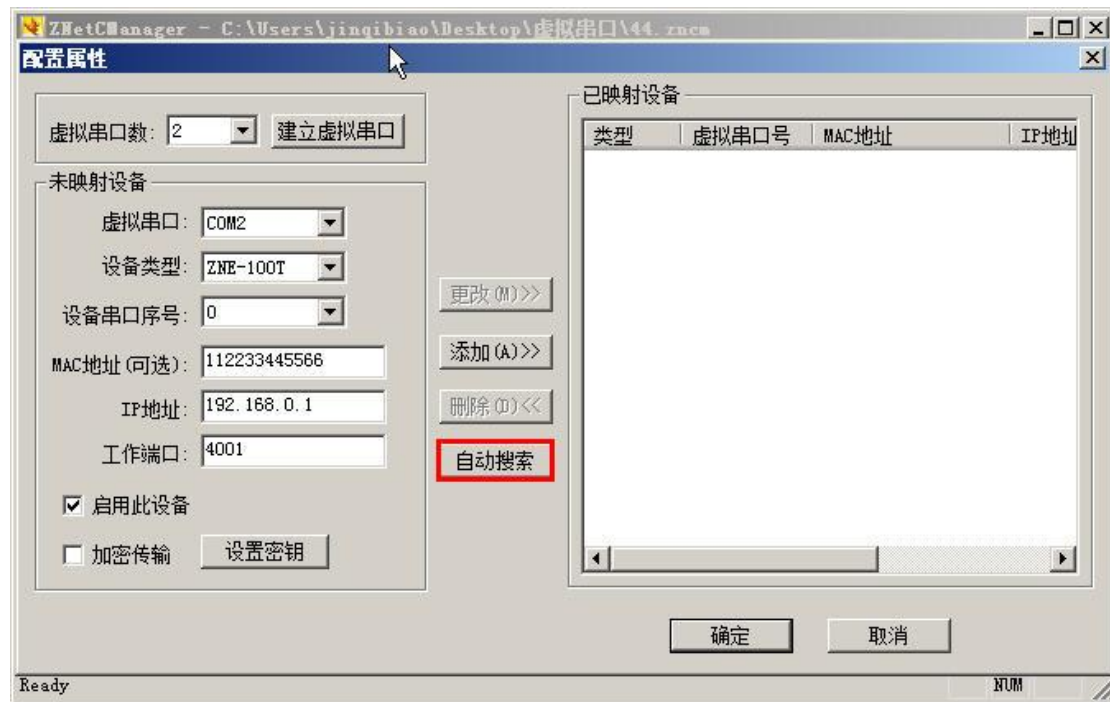 ZNetCManager - C:\Users\jinqibiao\Desktop\虚拟串口\44.zncm
配置属性
虚拟串口数: 2 建立虚拟串口
未映射设备
虚拟串口: COM2
设备类型: ZNE-100T
设备串口序号: 0
MAC地址(可选): 112233445566
IP地址: 192.168.0.1
工作端口: 4001
启用此设备
加密传输 设置密钥
更改(M)>>
添加(A)>>
删除(D)<<
自动搜索
已映射设备
类型 虚拟串口号 MAC地址 IP地址
确定 取消
Ready NUM